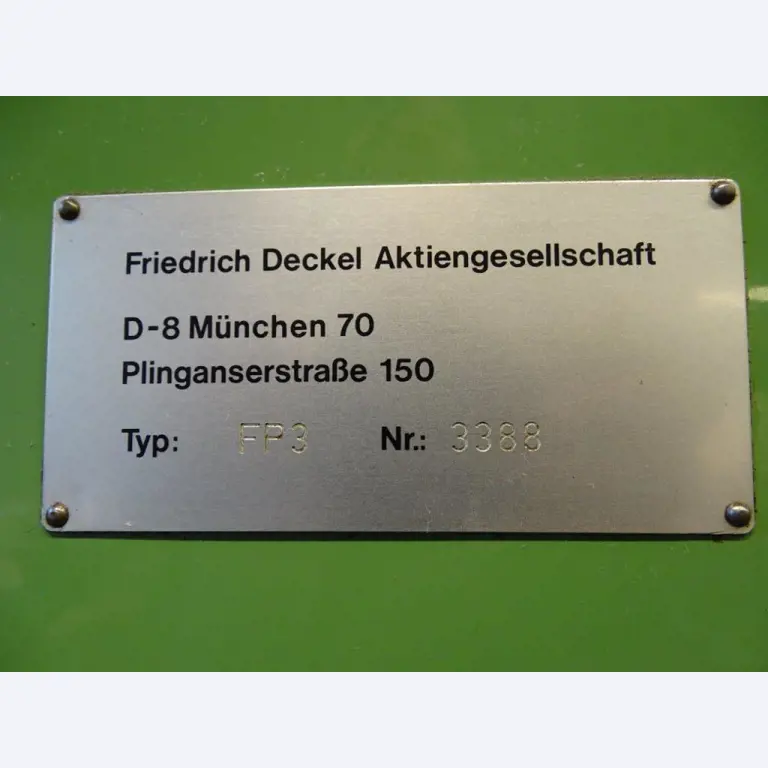 Friedrich Deckel Aktiengesellschaft
D-8 München 70
Plinganserstraße 150
Typ: FP3 Nr.: 3388